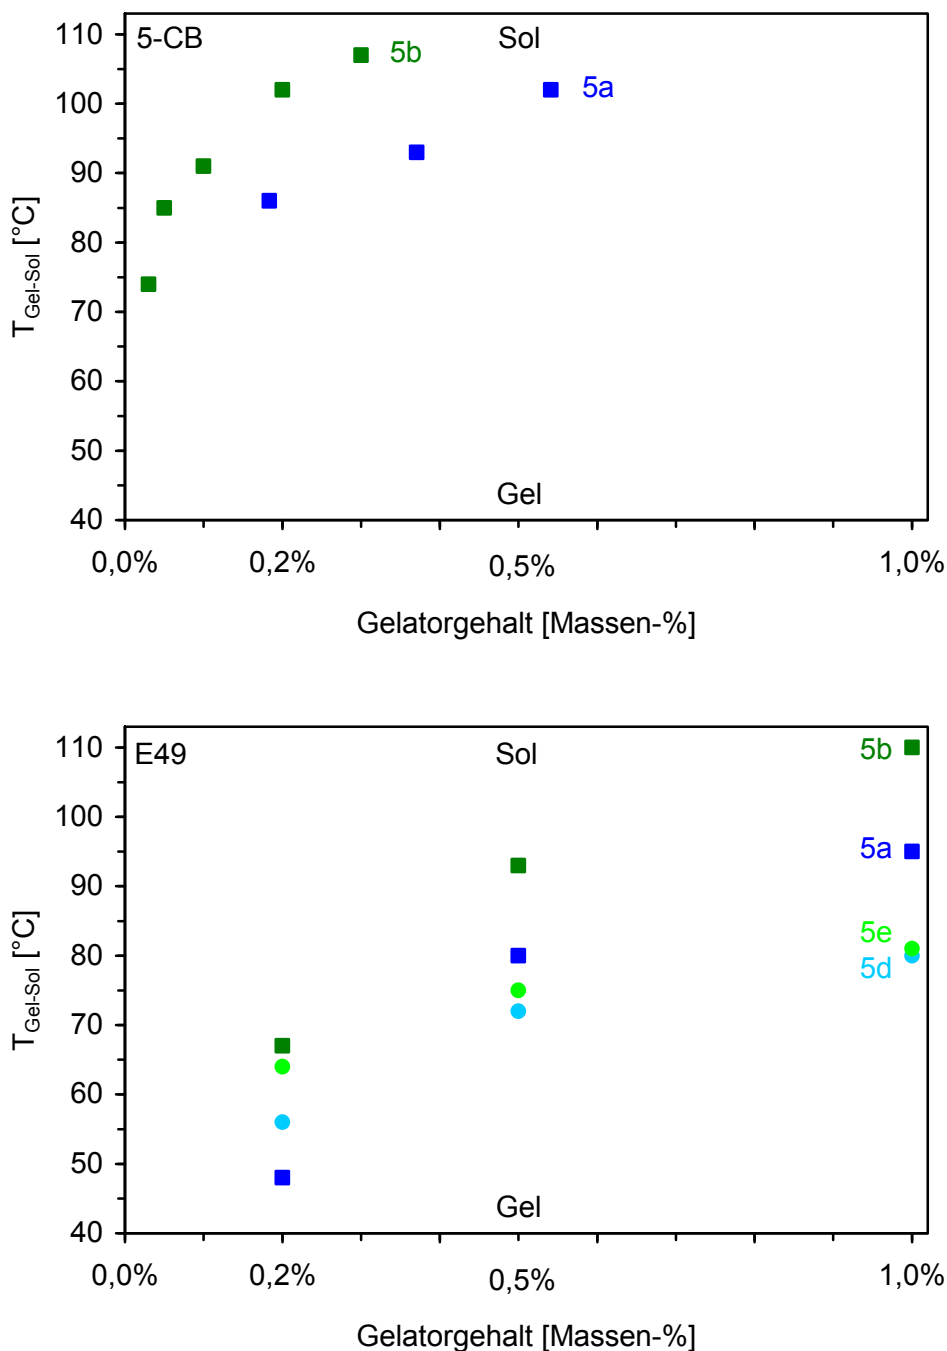 110
5-CB
5b
Sol
100
5a
90
80
70
60
50
Gel
40
T Gel-Sol [°C]
0,0%
0,2%
0,5%
1,0%
Gelatorgehalt [Massen-%]
110
E49
Sol
5b
100
5a
90
5e
80
5d
70
60
50
Gel
40
T Gel-Sol [°C]
0,0%
0,2%
0,5%
1,0%
Gelatorgehalt [Massen-%]